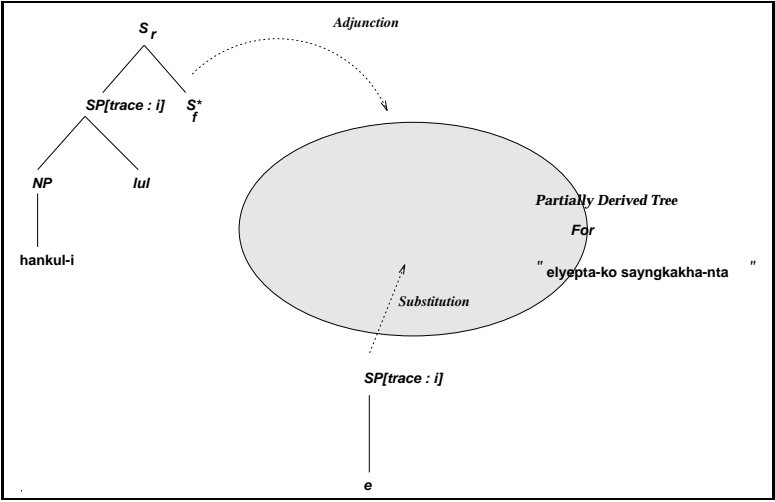 S r
Adjunction
SP[trace : i] S* f
NP lul
hankul-i
Partially Derived Tree
For
" elyepta-ko sayngkakha-nta "
Substitution
SP[trace : i]
e